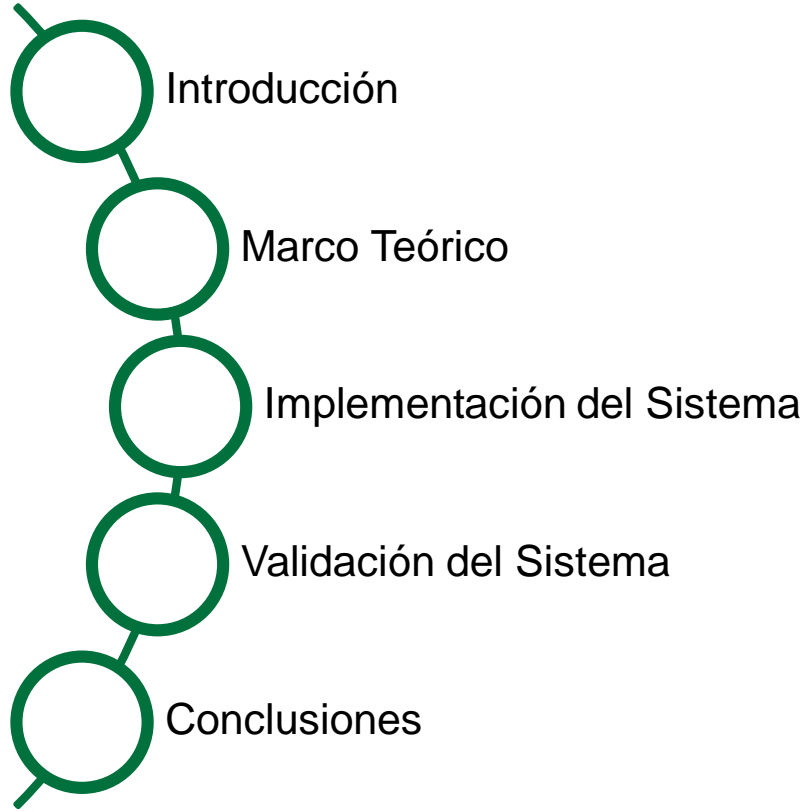 Introducción
Marco Teórico
Implementación del Sistema
Validación del Sistema
Conclusiones